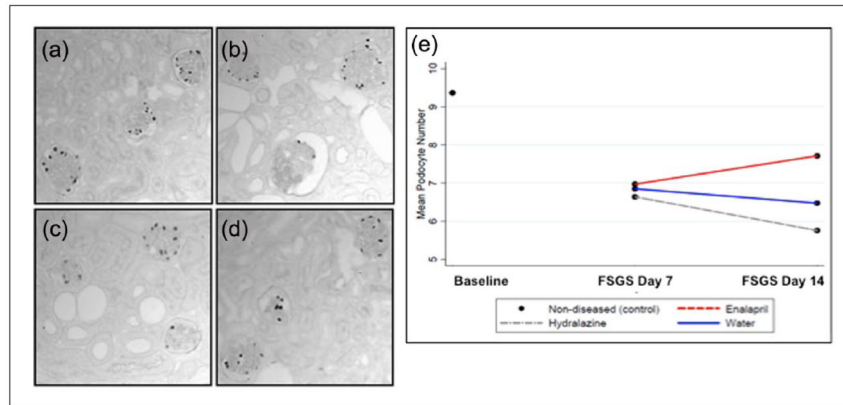 (a)
(b)
(c)
(d)
(e)
10
9
8
7
6
5
Mean Podocyte Number
Baseline FSGS Day 7 FSGS Day 14
Non-diseased (control) Enalapril
Hydralazine Water